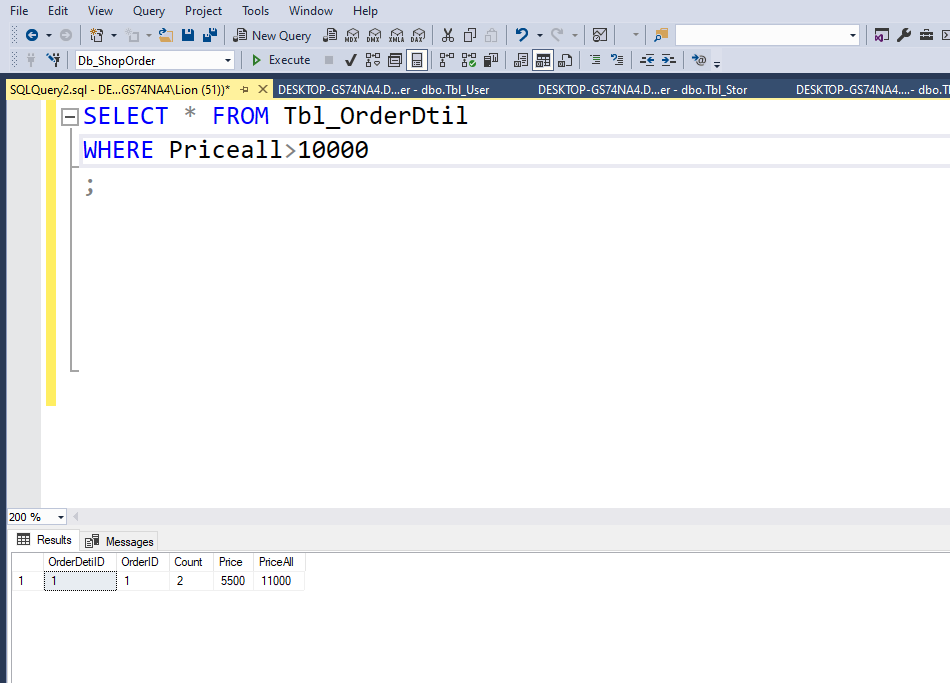 File Edit View Query Project Tools Window Help
New Query MDX DMX XMLA DAX
Db_ShopOrder Execute
SQLQuery2.sql - DE...GS74NA4\Lion (51))* DESKTOP-GS74NA4.D...er - dbo.Tbl_User DESKTOP-GS74NA4.D...er - dbo.Tbl_Stor DESKTOP-GS74NA4....- dbo.T
SELECT * FROM Tbl_OrderDtil
WHERE Priceall>10000
;
200 %
Results Messages
OrderDetilID OrderID Count Price PriceAll
1 1 1 2 5500 11000